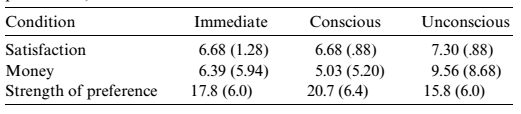 Condition Immediate Conscious Unconscious
Satisfaction 6.68 (1.28) 6.68 (.88) 7.30 (.88)
Money 6.39 (5.94) 5.03 (5.20) 9.56 (8.68)
Strength of preference 17.8 (6.0) 20.7 (6.4) 15.8 (6.0)